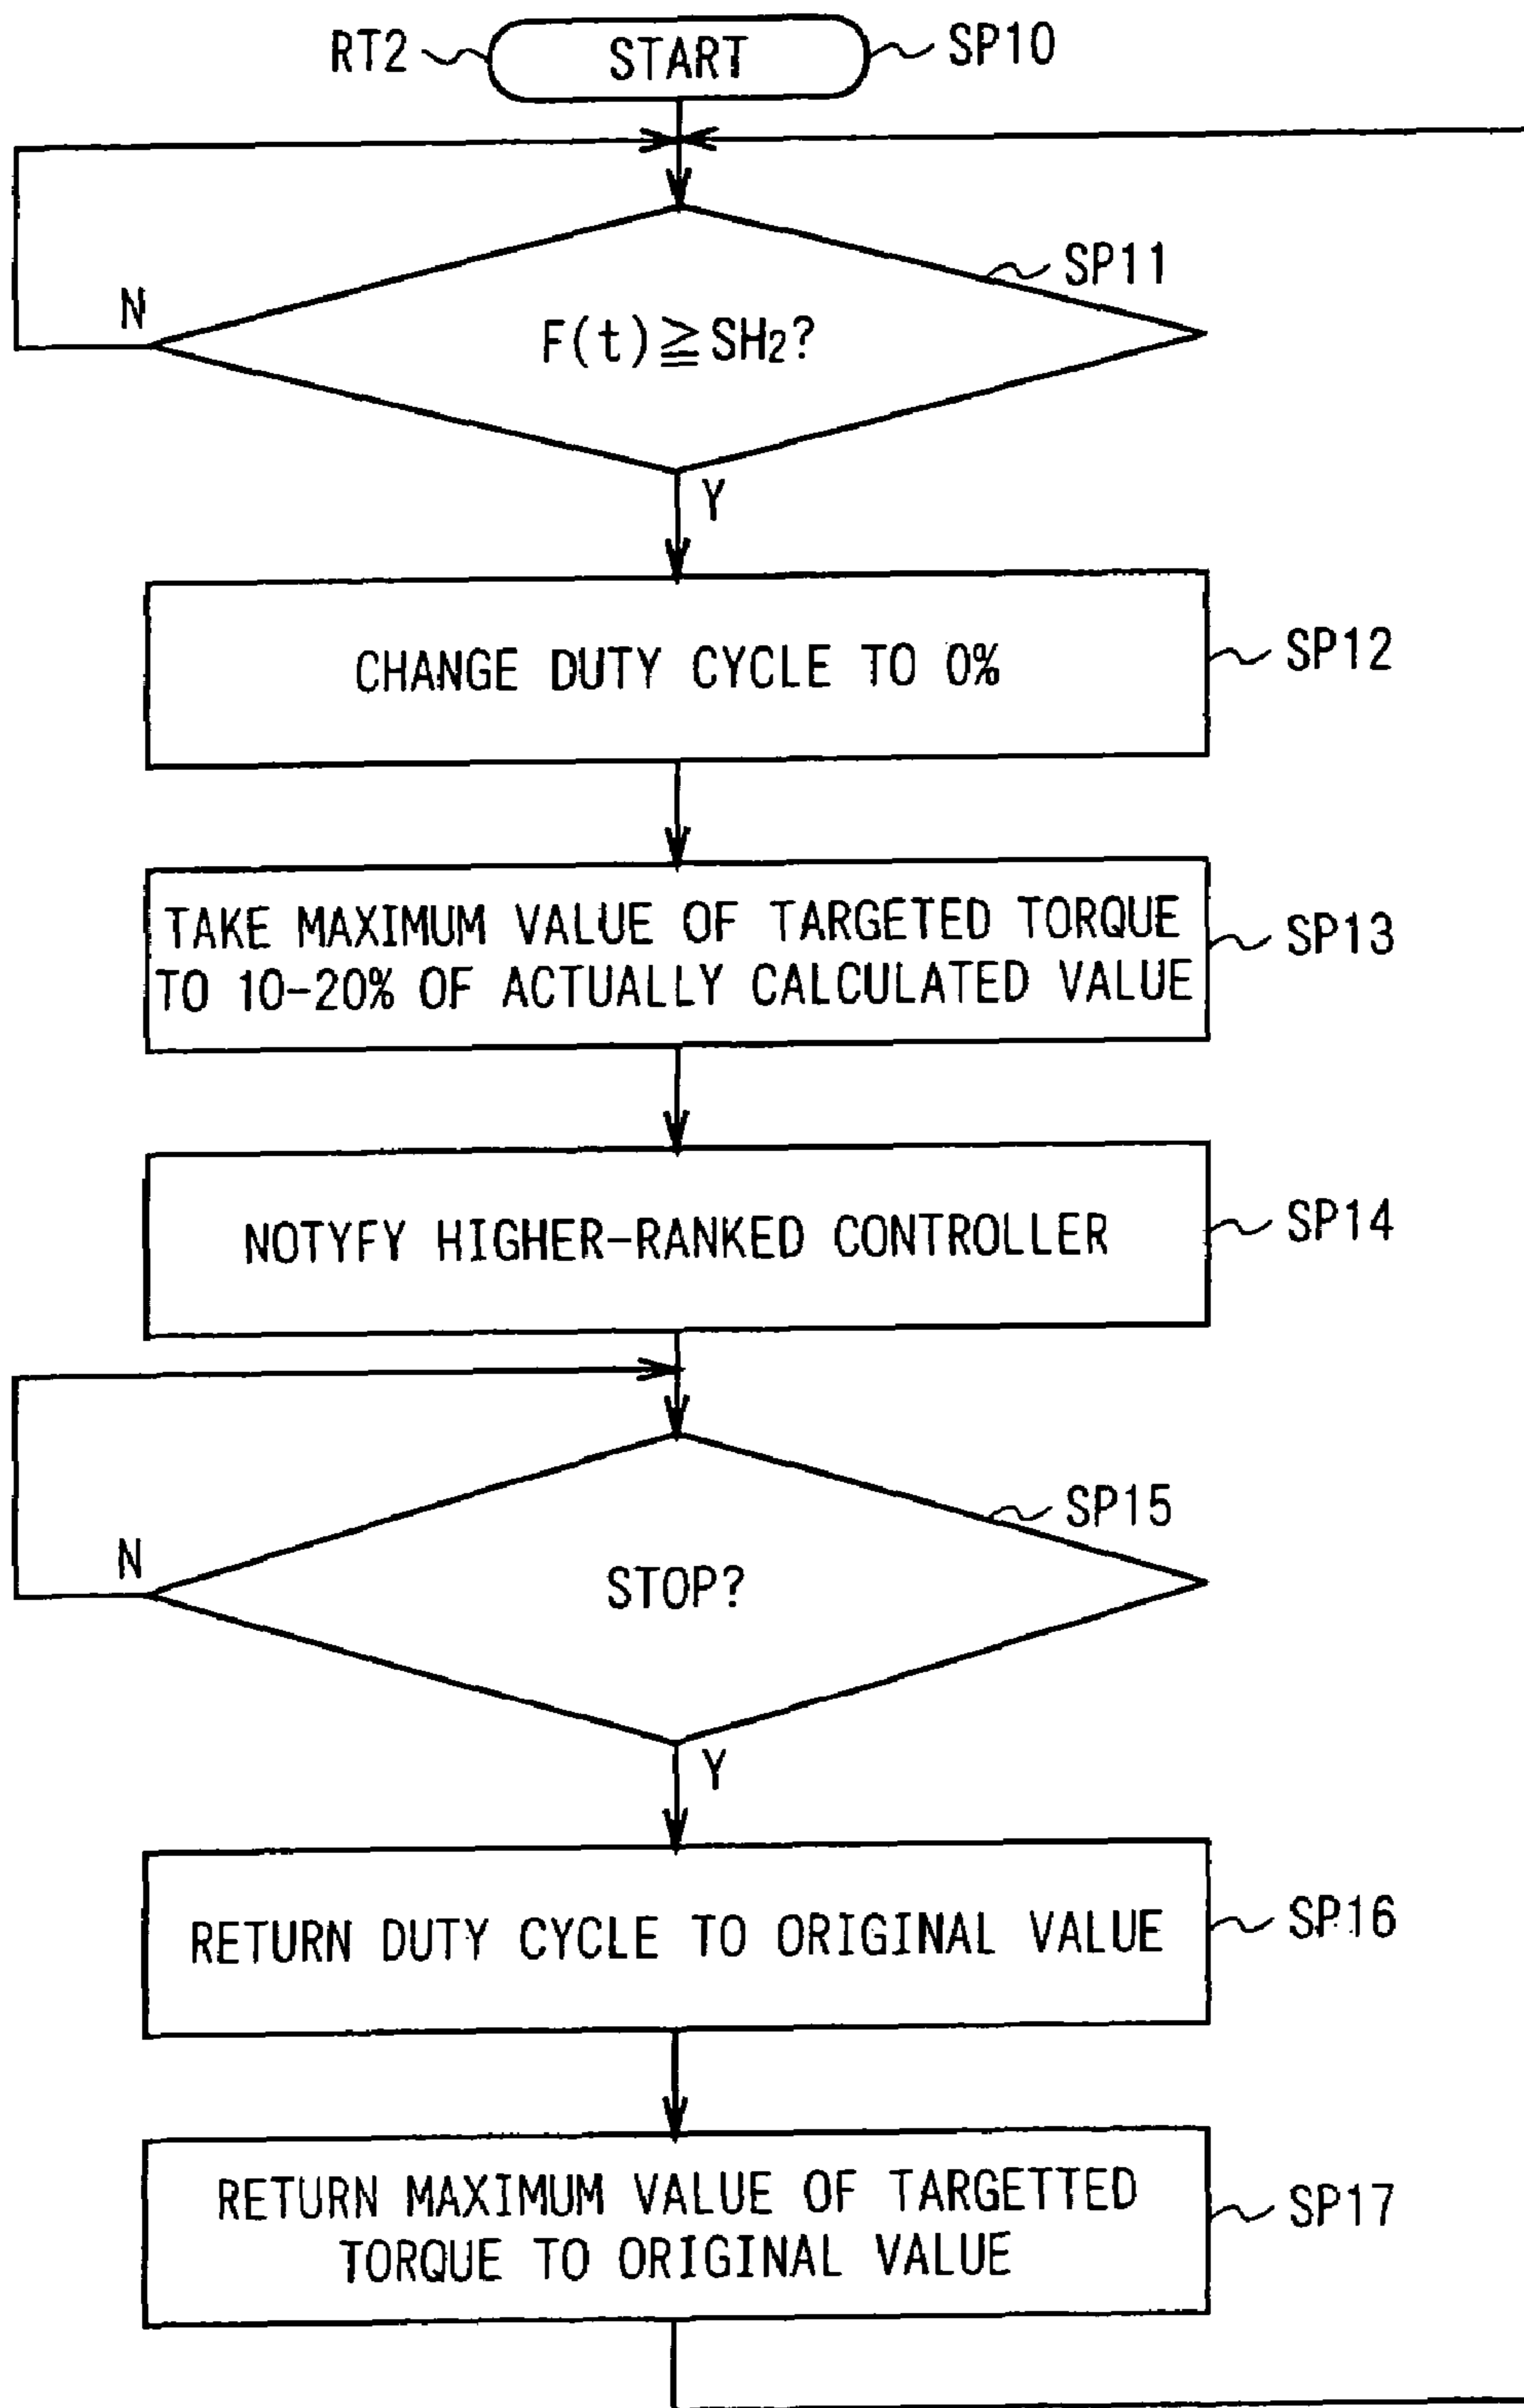 RT2
START
SP10
SP11
N
F(t)≧SH2?
Y
CHANGE DUTY CYCLE TO 0%
SP12
TAKE MAXIMUM VALUE OF TARGETED TORQUE
TO 10-20% OF ACTUALLY CALCULATED VALUE
SP13
NOTYFY HIGHER-RANKED CONTROLLER
SP14
SP15
N
STOP?
Y
RETURN DUTY CYCLE TO ORIGINAL VALUE
SP16
RETURN MAXIMUM VALUE OF TARGETTED
TORQUE TO ORIGINAL VALUE
SP17